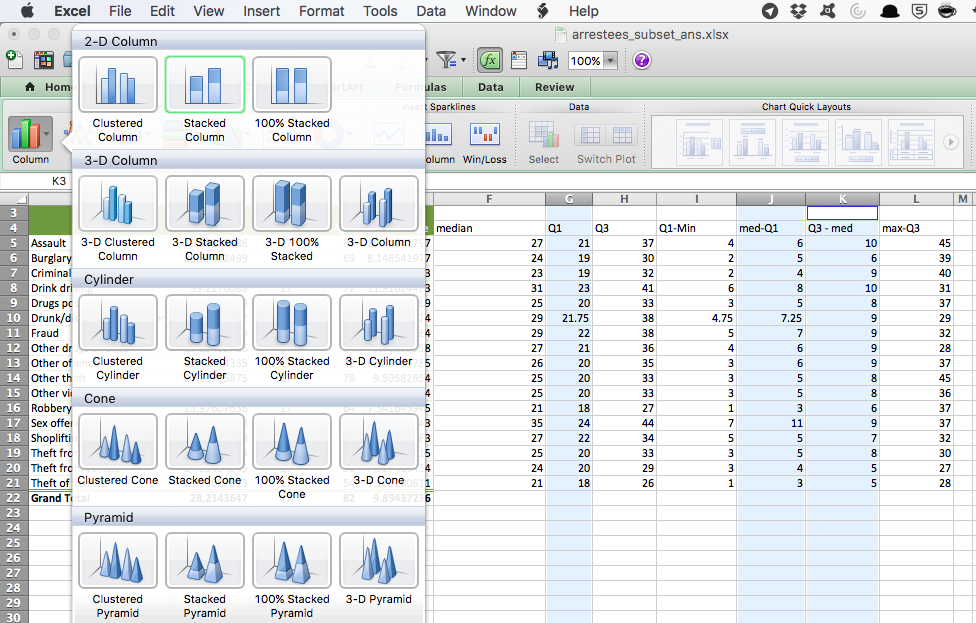 Excel File Edit View Insert Format Tools Data Window Help
arrestees_subset_ans.xlsx
fx 100% ?
Home Formulas Data Review
Insert Sparklines Data Chart Quick Layouts
Column Win/Loss Select Switch Plot
K3
2-D Column
Clustered Column
Stacked Column
100% Stacked Column
3-D Column
3-D Clustered Column
3-D Stacked Column
3-D 100% Stacked
3-D Column
Cylinder
Clustered Cylinder
Stacked Cylinder
100% Stacked Cylinder
3-D Cylinder
Cone
Clustered Cone
Stacked Cone
100% Stacked Cone
3-D Cone
Pyramid
Clustered Pyramid
Stacked Pyramid
100% Stacked Pyramid
3-D Pyramid
F G H I J K L M
3
4 median Q1 Q3 Q1-Min med-Q1 Q3 - med max-Q3
5 Assault 27 21 37 4 6 10 45
6 Burglary 24 19 30 2 5 6 39
7 Criminal 23 19 32 2 4 9 40
8 Drink dri 31 23 41 6 8 10 31
9 Drugs po 25 20 33 3 5 8 37
10 Drunk/d 29 21.75 38 4.75 7.25 9 29
11 Fraud 29 22 38 5 7 9 32
12 Other dr 27 21 36 4 6 9 28
13 Other of 26 20 35 3 6 9 37
14 Other the 25 20 33 3 5 8 45
15 Other vio 25 20 33 3 5 8 36
16 Robbery 21 18 27 1 3 6 37
17 Sex offe 35 24 44 7 11 9 37
18 Shoplifti 27 22 34 5 5 7 32
19 Theft fro 25 20 33 3 5 8 30
20 Theft fro 24 20 29 3 4 5 27
21 Theft of 21 18 26 1 3 5 28
22 Grand Total 28.2143647 82 9.89437236
23
24
25
26
27
28
29
30